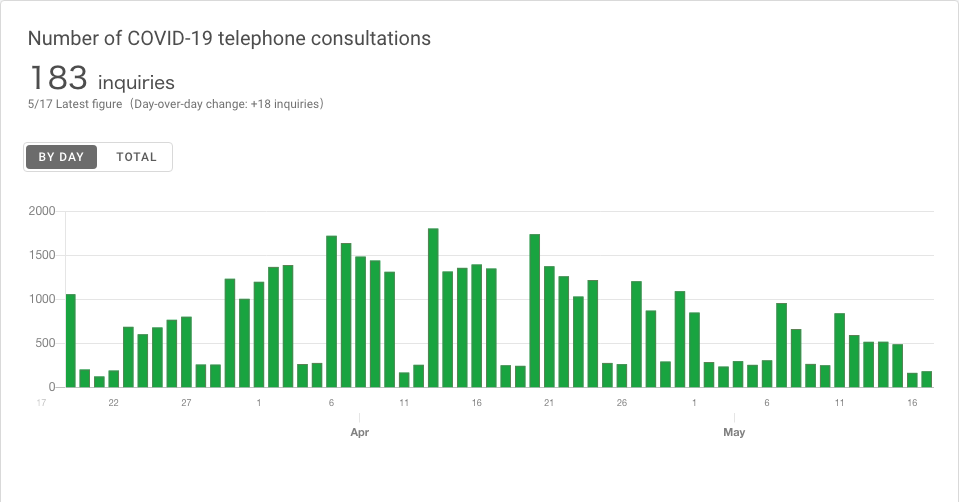 Number of COVID-19 telephone consultations
183 inquiries
5/17 Latest figure（Day-over-day change: +18 inquiries）
BY DAY TOTAL
2000
1500
1000
500
0
17 22 27 1 6 11 16 21 26 1 6 11 16
Apr May